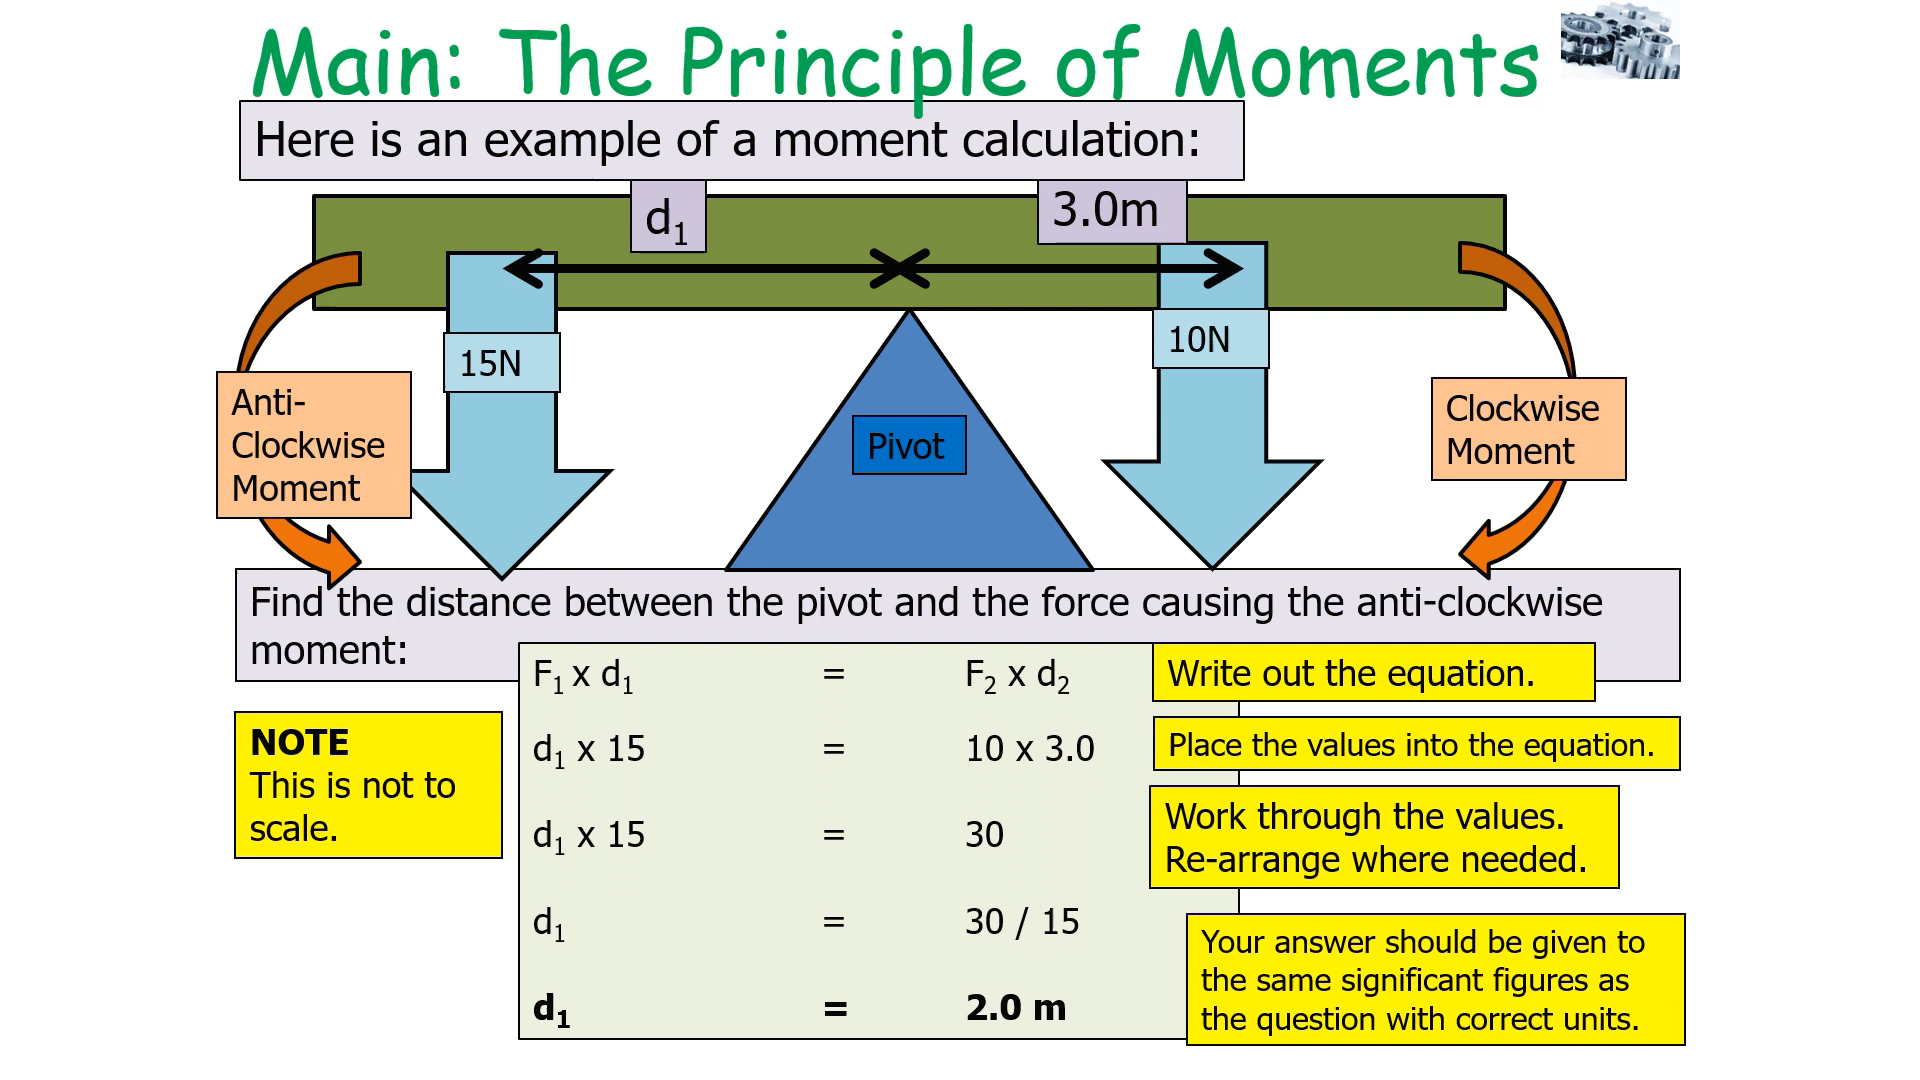 Main: The Principle of Moments
Here is an example of a moment calculation:
d₁
3.0m
15N
10N
Anti-
Clockwise
Moment
Pivot
Clockwise
Moment
Find the distance between the pivot and the force causing the anti-clockwise
moment:
F₁ x d₁ = F₂ x d₂
Write out the equation.
NOTE
This is not to
scale.
d₁ x 15 = 10 x 3.0
Place the values into the equation.
d₁ x 15 = 30
Work through the values.
Re-arrange where needed.
d₁ = 30 / 15
d₁ = 2.0 m
Your answer should be given to
the same significant figures as
the question with correct units.